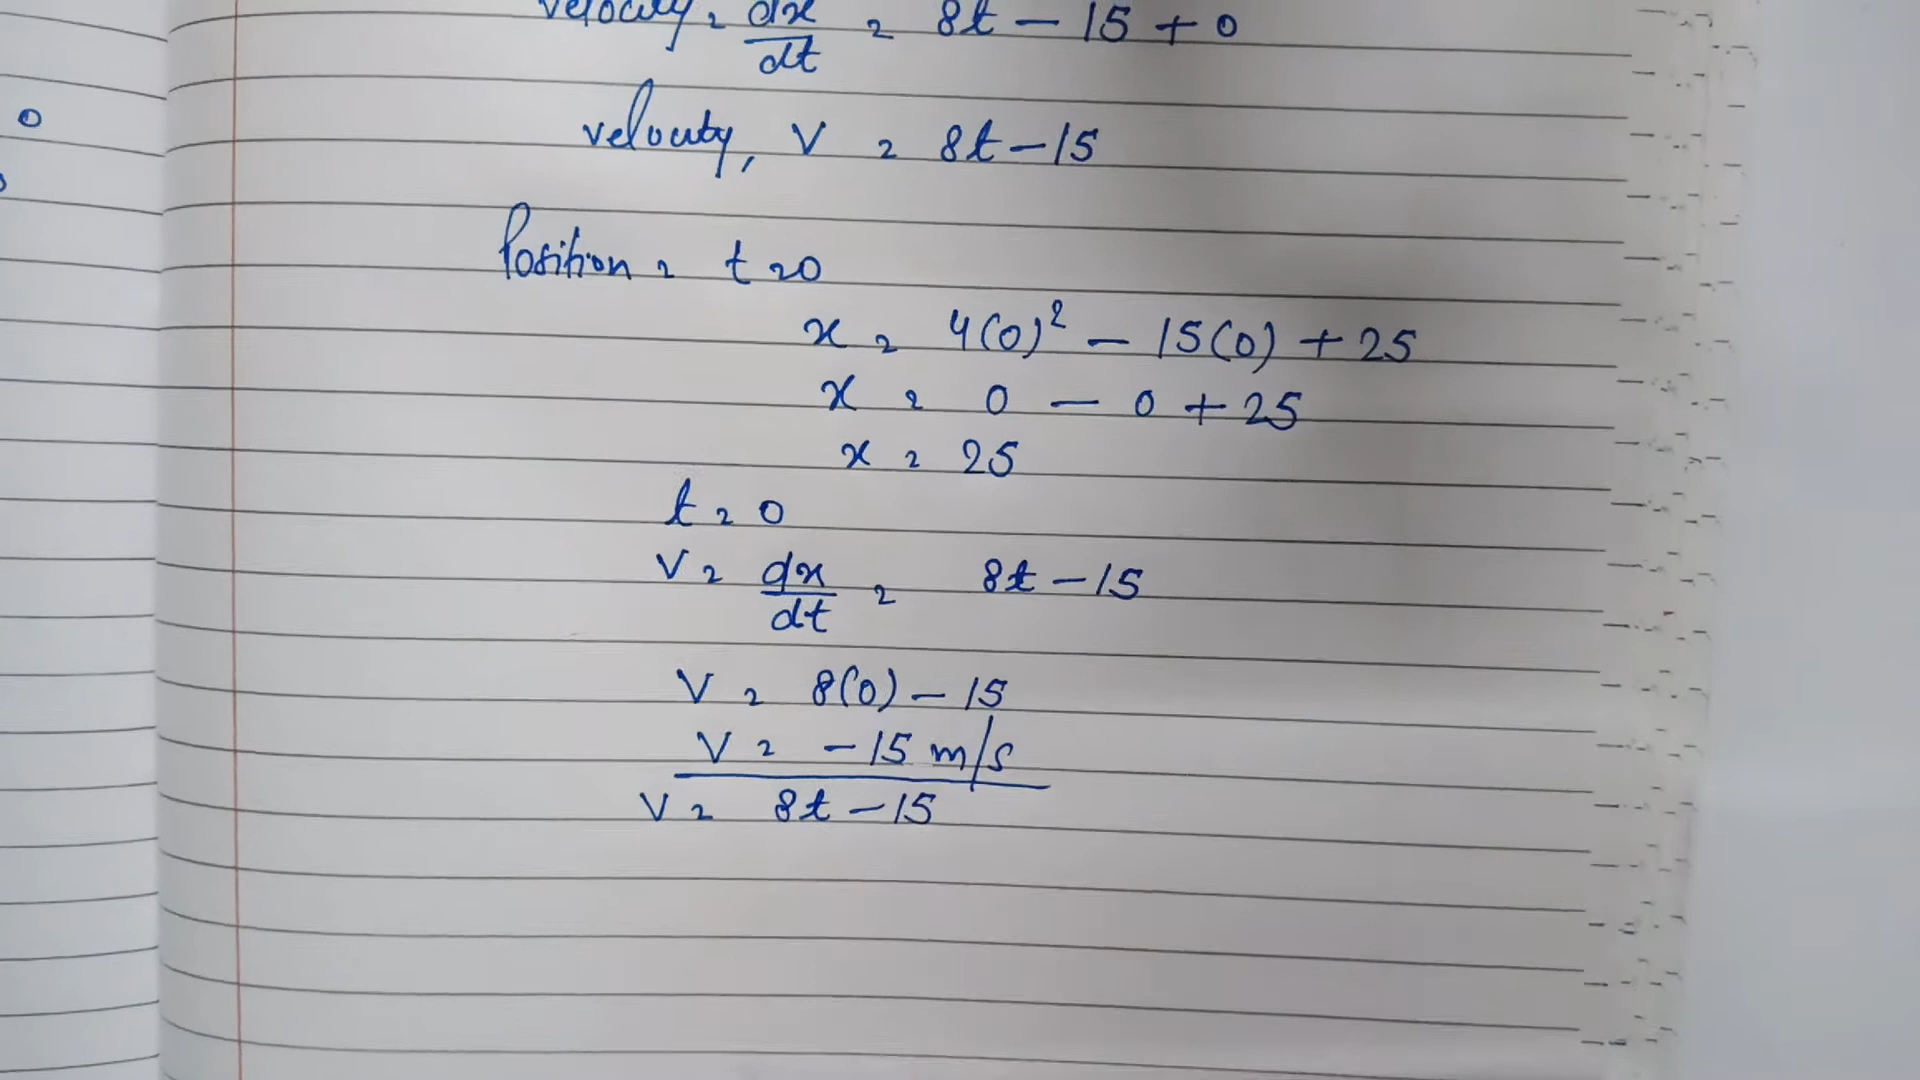 velocity = dx/dt = 8t - 15 + 0
velocity, V = 8t - 15
Position = t = 0
x = 4(0)² - 15(0) + 25
x = 0 - 0 + 25
x = 25
t = 0
V = dx/dt = 8t - 15
V = 8(0) - 15
V = -15 m/s
V = 8t - 15
0